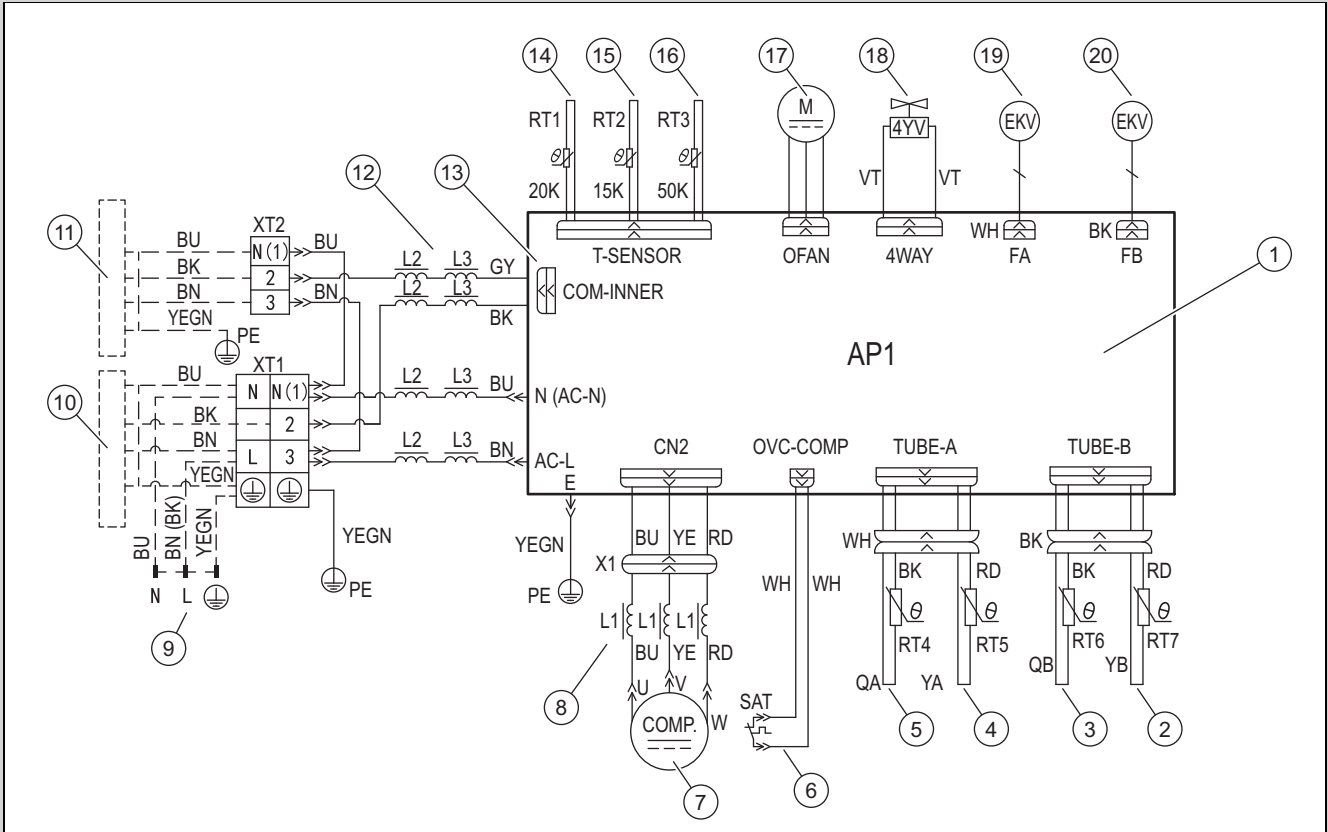 14 15 16 17 18 19 20
RT1 RT2 RT3 M 4YV EKV EKV
20K 15K 50K VT VT WH BK
T-SENSOR OFAN 4WAY FA FB
12 13
11 XT2
BU N(1) BU
BK 2 L2 L3 GY
BN 3 BN L2 L3 BK
COM-INNER
YEGN PE
1
AP1
XT1
10
BU N N(1) L2 L3 BU N (AC-N)
BK 2
BN L 3 L2 L3 BN AC-L
YEGN
E
CN2 OVC-COMP TUBE-A TUBE-B
BU BN (BK) YEGN
YEGN PE
N L
9
YEGN PE
BU YE RD
X1
L1 L1 L1
BU YE RD
8
U V W
COMP.
7
WH WH
SAT
6
WH BK
BK RD BK RD
θ θ θ θ
RT4 RT5 RT6 RT7
QA YA QB YB
5 4 3 2